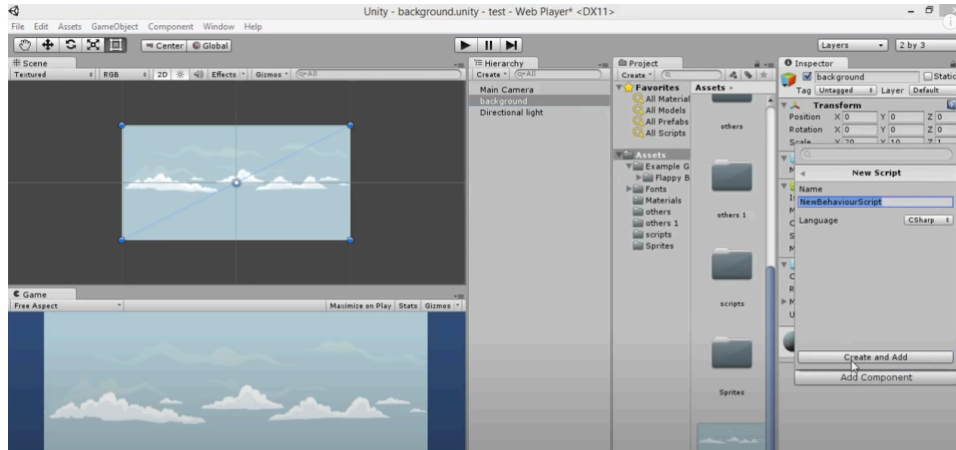 Unity - background.unity - test - Web Player* <DX11>
File Edit Assets GameObject Component Window Help
Center Global
Layers
2 by 3
Scene
Textured RGB 2D Effects Gizmos All
Hierarchy
Create All
Main Camera
background
Directional light
Project
Create
Favorites
All Material
All Models
All Prefabs
All Scripts
Assets
Example G
Flappy B
Fonts
Materials
others
others 1
scripts
Sprites
Assets
others
others 1
scripts
Sprites
Inspector
background Static
Tag Untagged Layer Default
Transform
Position X 0 Y 0 Z 0
Rotation X 0 Y 0 Z 0
Scale X 20 Y 10 Z 1
New Script
Name
NewBehaviourScript
Language CSharp
Create and Add
Add Component
Game
Free Aspect Maximize on Play Stats Gizmos